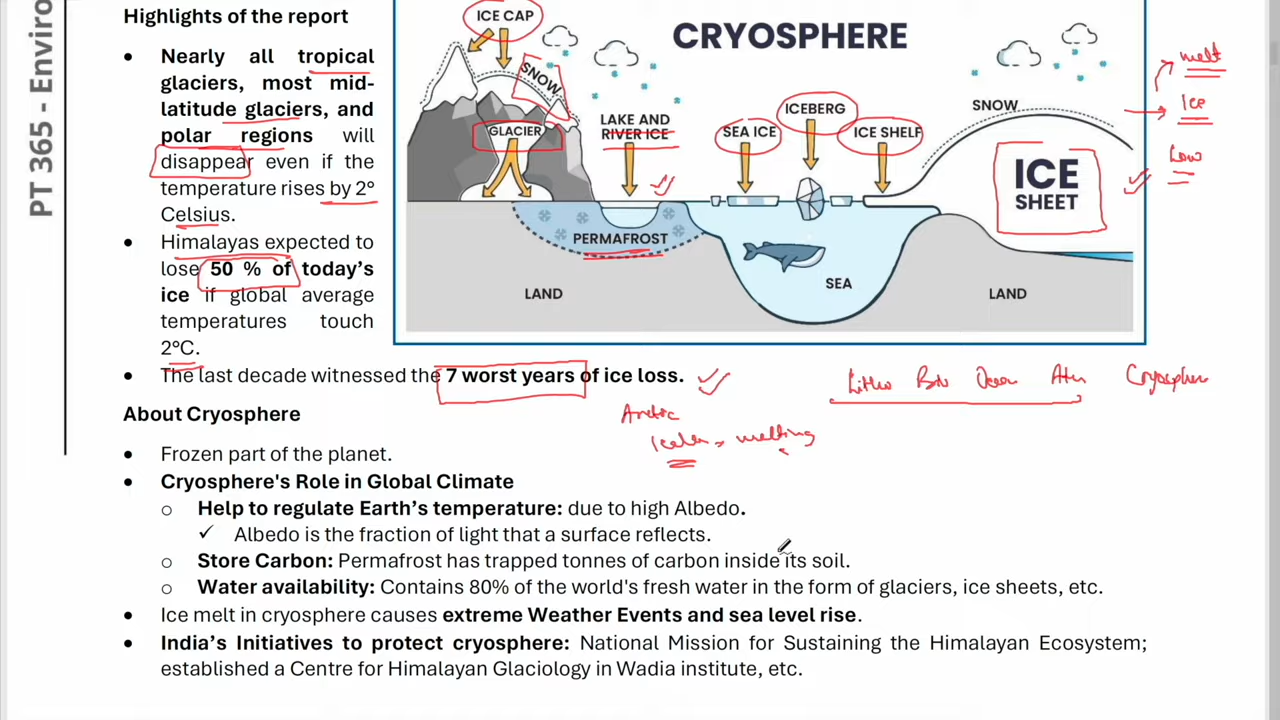 PT 365 - Enviro
Highlights of the report
• Nearly all tropical
glaciers, most mid-
latitude glaciers, and
polar regions will
disappear even if the
temperature rises by 2°
Celsius.
• Himalayas expected to
lose 50 % of today's
ice if global average
temperatures touch
2°C.
• The last decade witnessed the 7 worst years of ice loss.
CRYOSPHERE
ICE CAP
SNOW
GLACIER
LAKE AND
RIVER ICE
SEA ICE
ICEBERG
ICE SHELF
SNOW
ICE
SHEET
PERMAFROST
LAND
SEA
LAND
melt
Ice
Low
Litho
Cryosphere
Arctic
melting
About Cryosphere
• Frozen part of the planet.
• Cryosphere's Role in Global Climate
o Help to regulate Earth's temperature: due to high Albedo.
✓ Albedo is the fraction of light that a surface reflects.
o Store Carbon: Permafrost has trapped tonnes of carbon inside its soil.
o Water availability: Contains 80% of the world's fresh water in the form of glaciers, ice sheets, etc.
• Ice melt in cryosphere causes extreme Weather Events and sea level rise.
• India's Initiatives to protect cryosphere: National Mission for Sustaining the Himalayan Ecosystem;
established a Centre for Himalayan Glaciology in Wadia institute, etc.